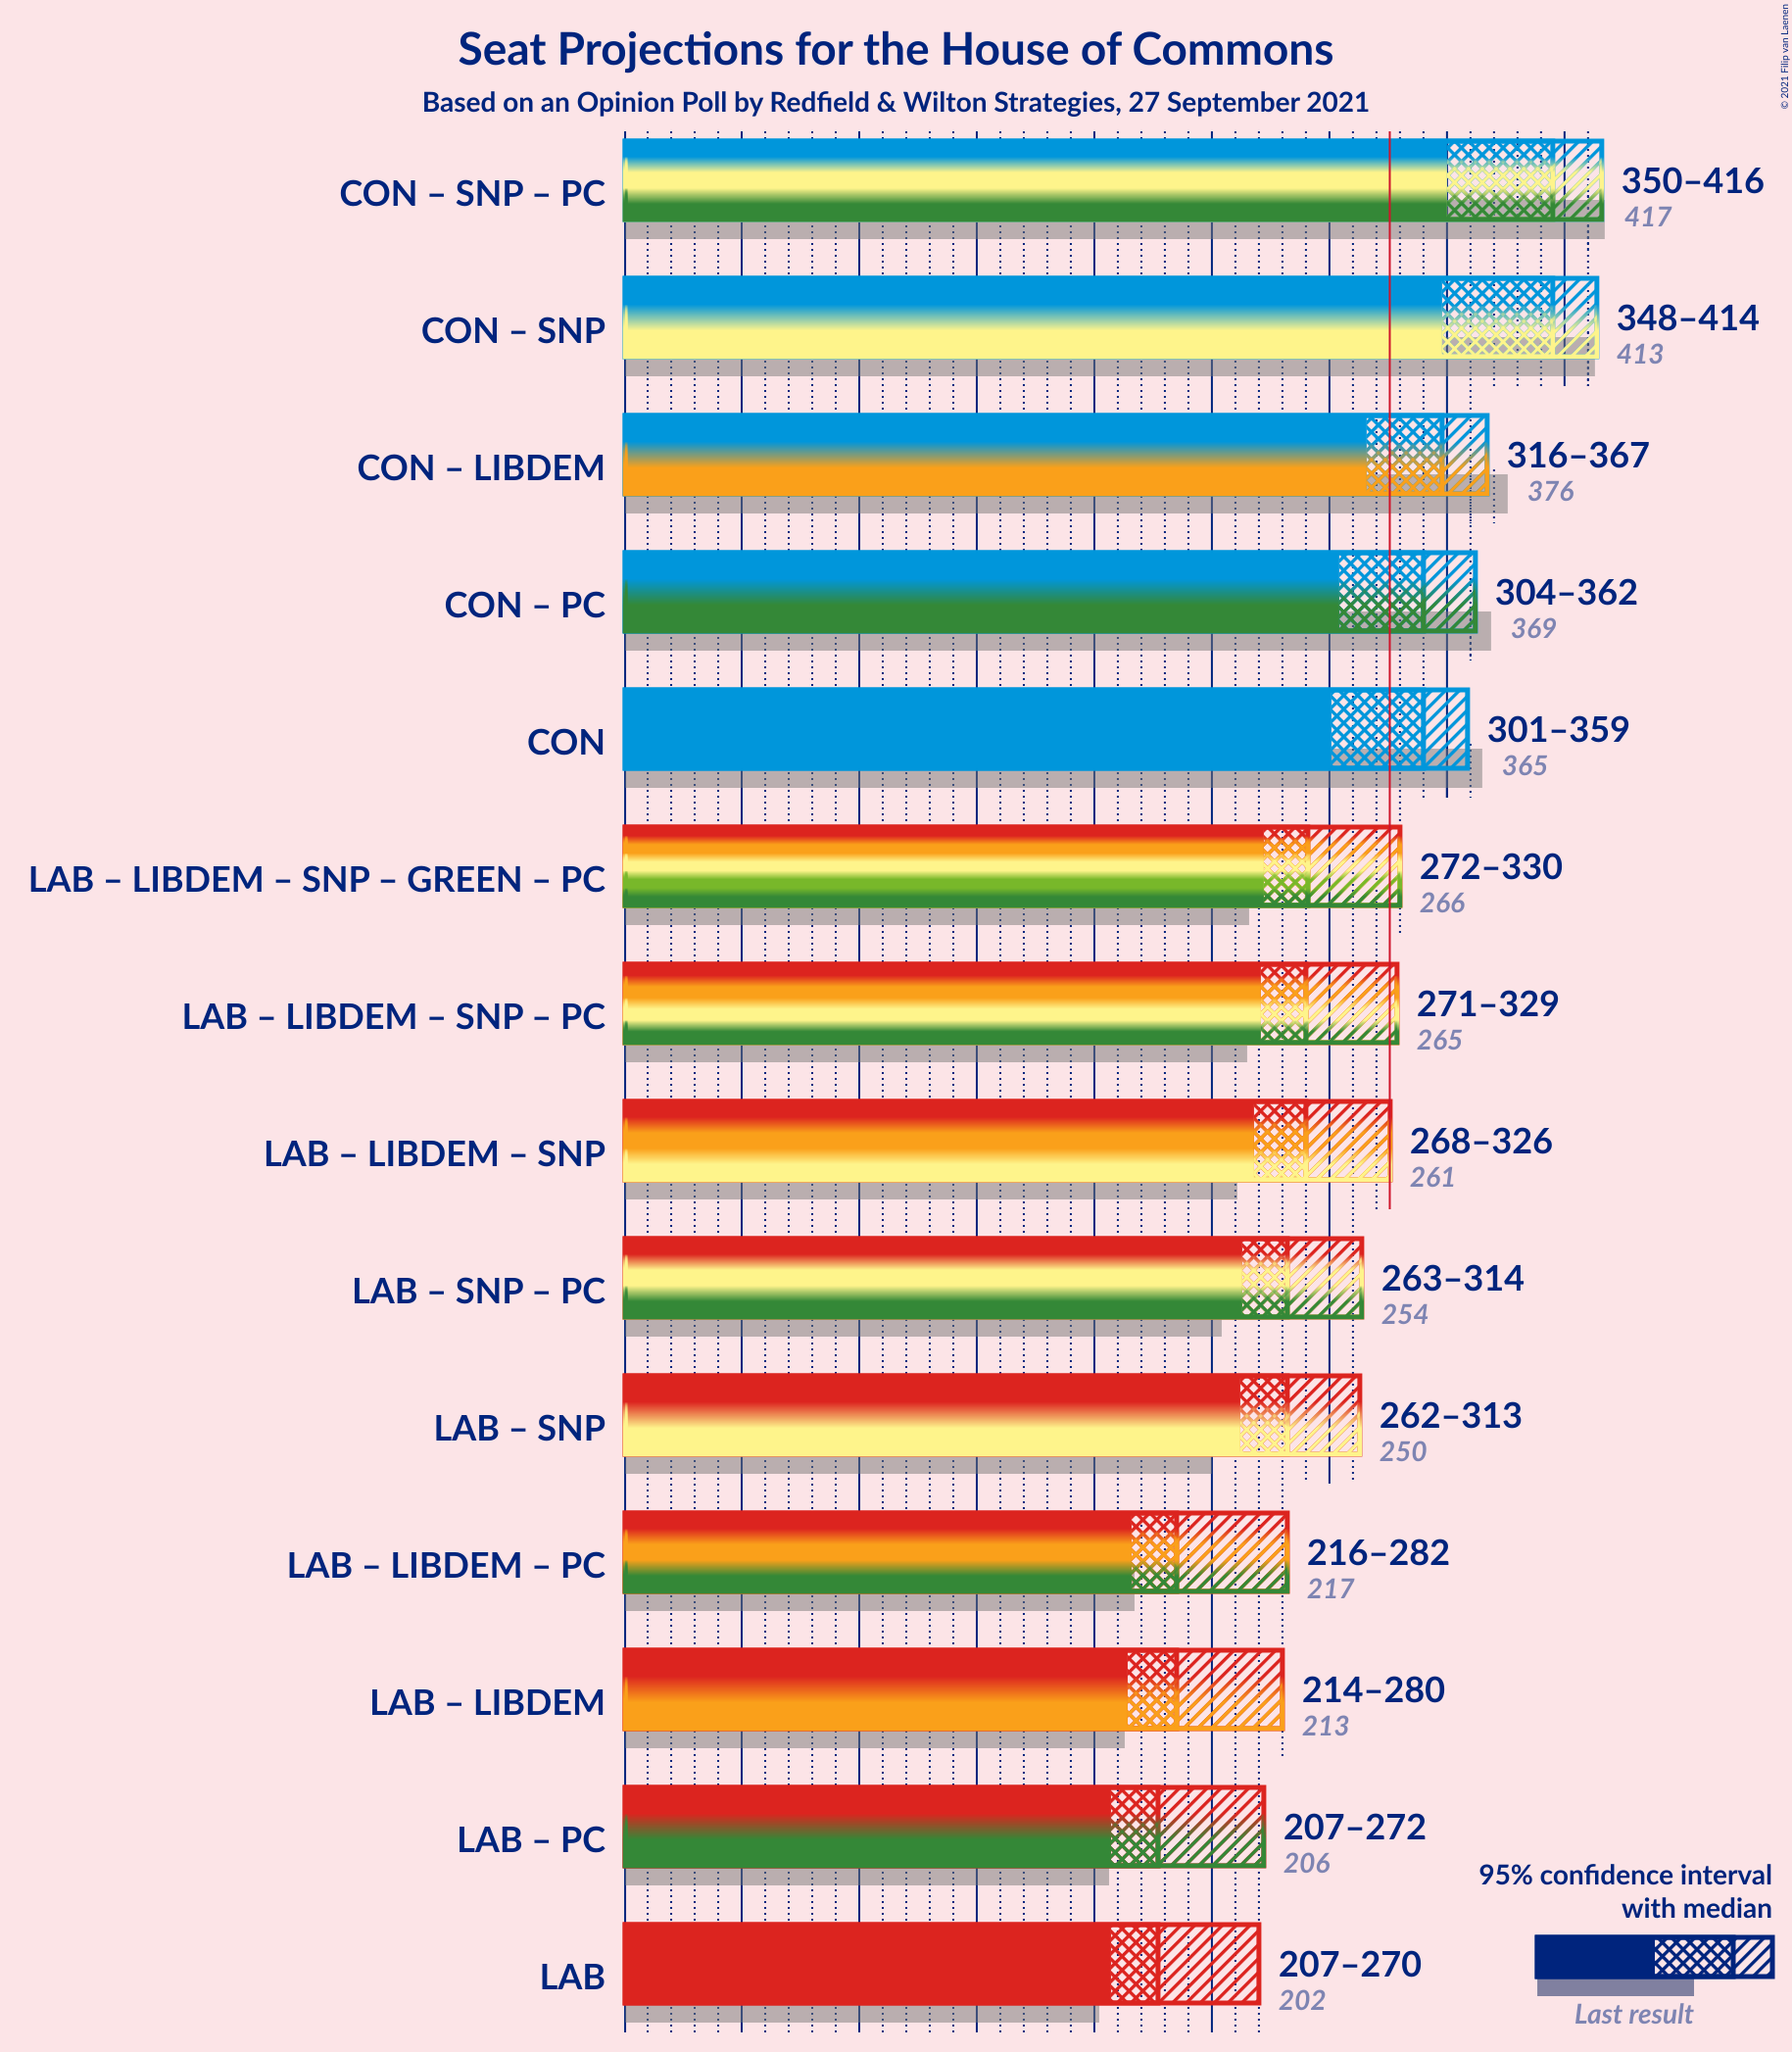 Seat Projections for the House of Commons
Based on an Opinion Poll by Redfield & Wilton Strategies, 27 September 2021
© 2021 Filip van Laenen
CON – SNP – PC
350–416
417
CON – SNP
348–414
413
CON – LIBDEM
316–367
376
CON – PC
304–362
369
CON
301–359
365
LAB – LIBDEM – SNP – GREEN – PC
272–330
266
LAB – LIBDEM – SNP – PC
271–329
265
LAB – LIBDEM – SNP
268–326
261
LAB – SNP – PC
263–314
254
LAB – SNP
262–313
250
LAB – LIBDEM – PC
216–282
217
LAB – LIBDEM
214–280
213
LAB – PC
207–272
206
LAB
207–270
202
95% confidence interval
with median
Last result